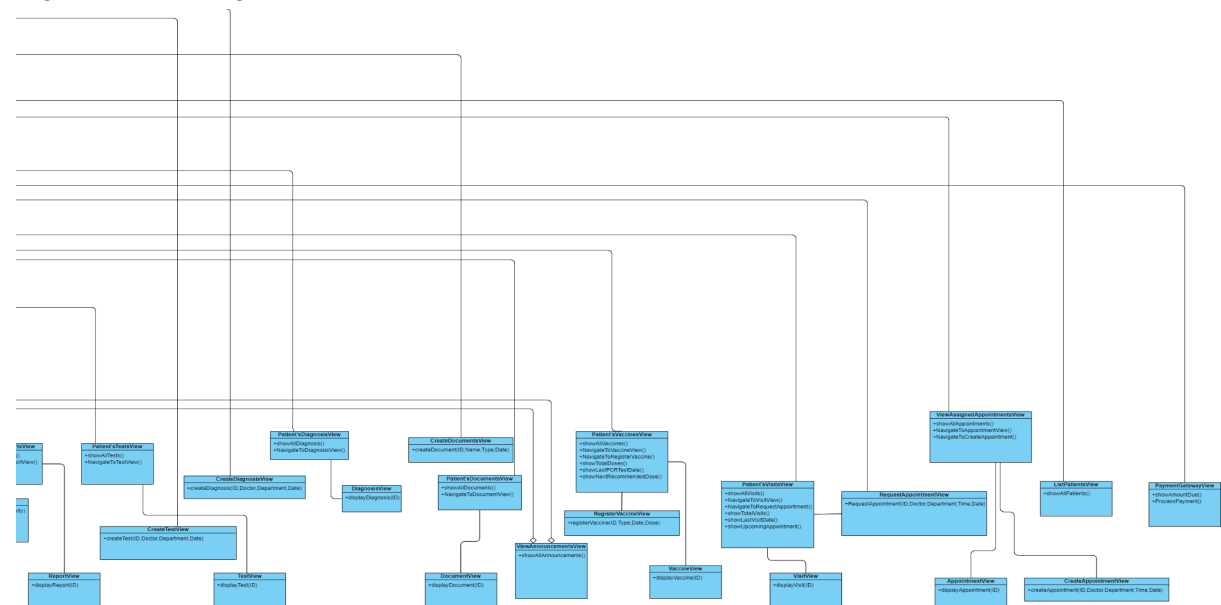 tsView
()
ortView()
nity)
Patient'sTestsView
+showAllTests()
+NavigateToTestView()
CreateTestView
+createTest(ID,Doctor,Department,Date)
ReportView
+displayReport(ID)
TestView
+displayTest(ID)
CreateDiagnosisView
+createDiagnosis(ID,Doctor,Department,Date)
Patient'sDiagnosisView
+showAllDiagnosis()
+NavigateToDiagnosisView()
DiagnosisView
+displayDiagnosis(ID)
CreateDocumentsView
+createDocument(ID,Name,Type,Date)
Patient'sDocumentsView
+showAllDocuments()
+NavigateToDocumentView()
DocumentView
+displayDocument(ID)
ViewAnnouncementsView
+showAllAnnouncements()
Patient'sVaccinesView
+showAllVaccines()
+NavigateToVaccineView()
+NavigateToRegisterVaccine()
+showTotalDoses()
+showLastPCRTestDate()
+showNextRecommendedDose()
RegisterVaccineView
+registerVaccine(ID,Type,Date,Dose)
VaccineView
+displayVaccine(ID)
Patient'sVisitsView
+showAllVisits()
+NavigateToVisitView()
+NavigateToRequestAppointment()
+showTotalVisits()
+showLastVisitDate()
+showUpcomingAppointment()
VisitView
+displayVisit(ID)
RequestAppointmentView
+RequestAppointment(ID,Doctor,Department,Time,Date)
ViewAssignedAppointmentsView
+showAllAppointments()
+NavigateToAppointmentView()
+NavigateToCreateAppointment()
AppointmentView
+displayAppointment(ID)
CreateAppointmentView
+createAppointment(ID,Doctor,Department,Time,Date)
ListPatientsView
+showAllPatients()
PaymentGatewayView
+showAmountDue()
+ProcessPayment()